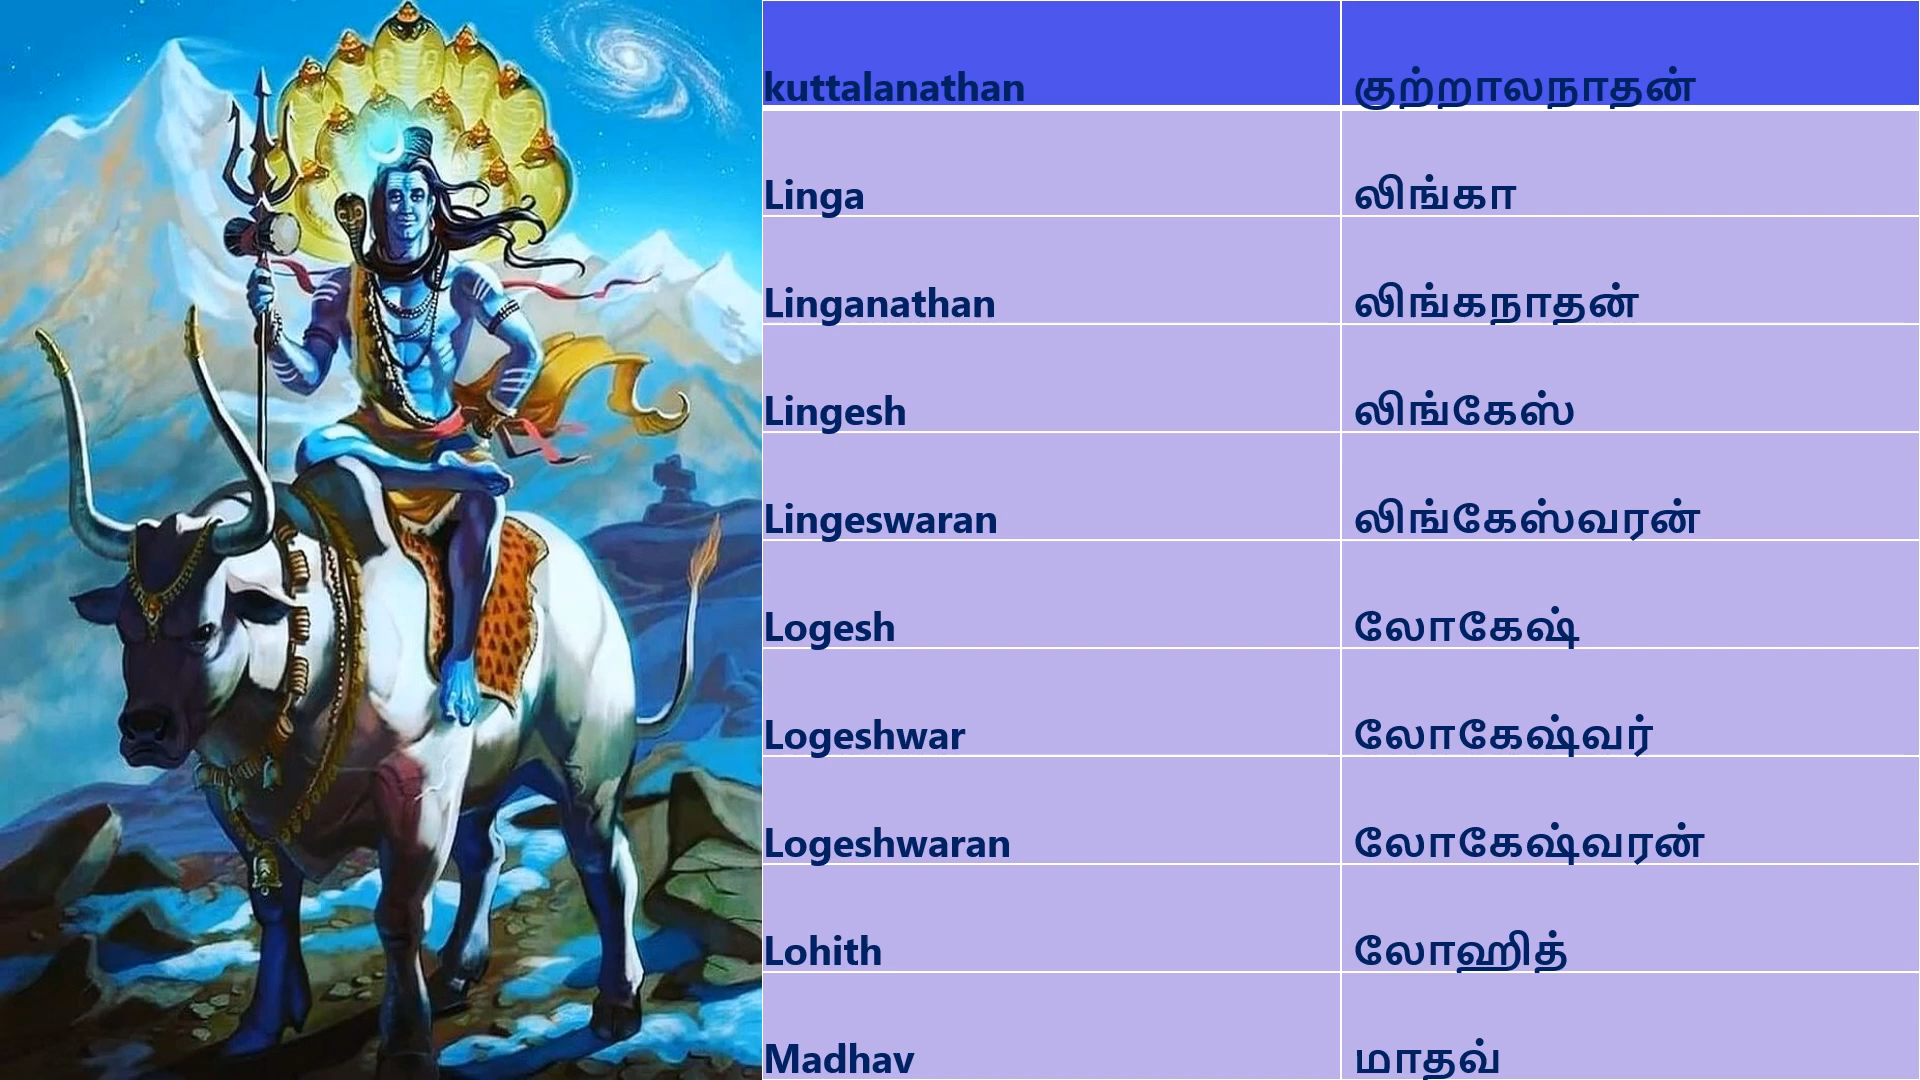 kuttalanathan குற்றாலநாதன்
Linga லிங்கா
Linganathan லிங்கநாதன்
Lingesh லிங்கேஸ்
Lingeswaran லிங்கேஸ்வரன்
Logesh லோகேஷ்
Logeshwar லோகேஷ்வர்
Logeshwaran லோகேஷ்வரன்
Lohith லோஹித்
Madhav மாதவ்